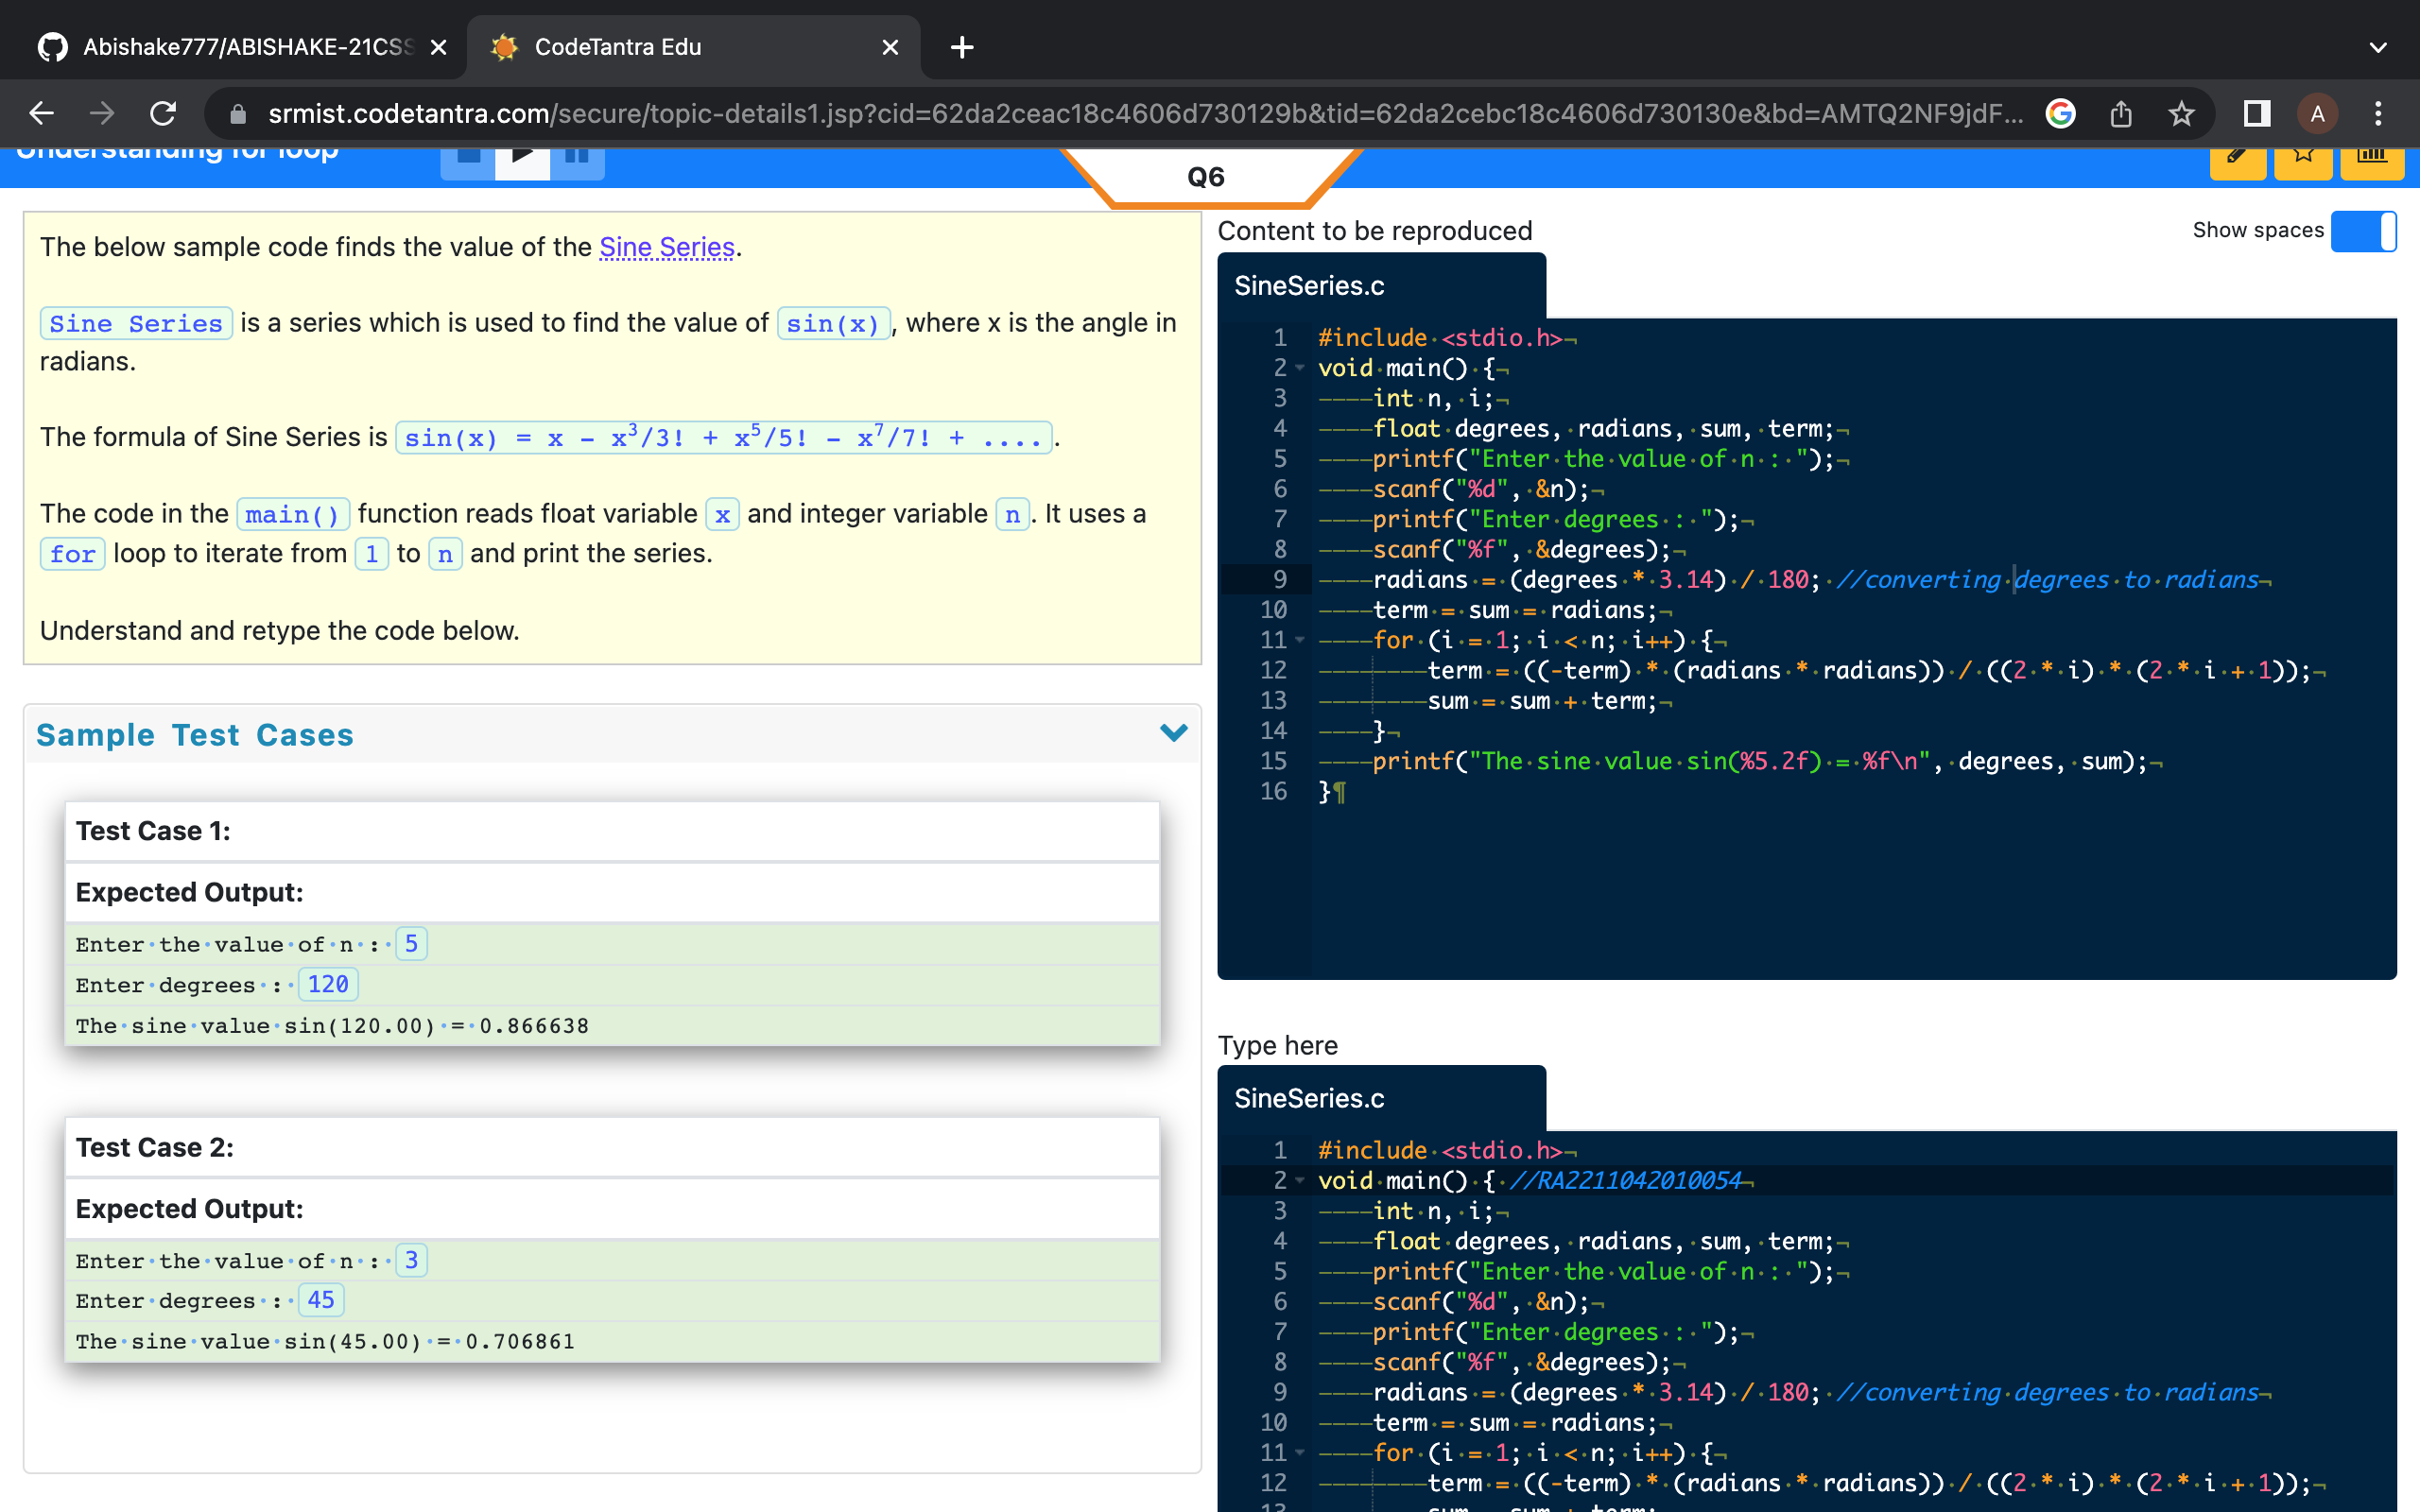 Abishake777/ABISHAKE-21CSS
CodeTantra Edu
srmist.codetantra.com/secure/topic-details1.jsp?cid=62da2ceac18c4606d730129b&tid=62da2cebc18c4606d730130e&bd=AMTQ2NF9jdF...
A
Understanding for loop
Q6
The below sample code finds the value of the Sine Series.
Sine Series is a series which is used to find the value of sin(x), where x is the angle in
radians.
The formula of Sine Series is sin(x) = x - x³/3! + x⁵/5! - x⁷/7! + .....
The code in the main() function reads float variable x and integer variable n. It uses a
for loop to iterate from 1 to n and print the series.
Understand and retype the code below.
Sample Test Cases
Test Case 1:
Expected Output:
Enter·the·value·of·n·:·5
Enter·degrees·:·120
The·sine·value·sin(120.00)·=·0.866638
Test Case 2:
Expected Output:
Enter·the·value·of·n·:·3
Enter·degrees·:·45
The·sine·value·sin(45.00)·=·0.706861
Content to be reproduced
Show spaces
SineSeries.c
1 #include·<stdio.h>¬
2 void·main()·{¬
3 ————int·n,·i;¬
4 ————float·degrees,·radians,·sum,·term;¬
5 ————printf("Enter·the·value·of·n·:·");¬
6 ————scanf("%d",·&n);¬
7 ————printf("Enter·degrees·:·");¬
8 ————scanf("%f",·&degrees);¬
9 ————radians·=·(degrees·*·3.14)·/·180;·//converting·degrees·to·radians¬
10 ————term·=·sum·=·radians;¬
11 ————for·(i·=·1;·i·<·n;·i++)·{¬
12 ————————term·=·((-term)·*·(radians·*·radians))·/·((2·*·i)·*·(2·*·i·+·1));¬
13 ————————sum·=·sum·+·term;¬
14 ————}¬
15 ————printf("The·sine·value·sin(%5.2f)·=·%f\n",·degrees,·sum);¬
16 }¶
Type here
SineSeries.c
1 #include·<stdio.h>¬
2 void·main()·{·//RA2211042010054¬
3 ————int·n,·i;¬
4 ————float·degrees,·radians,·sum,·term;¬
5 ————printf("Enter·the·value·of·n·:·");¬
6 ————scanf("%d",·&n);¬
7 ————printf("Enter·degrees·:·");¬
8 ————scanf("%f",·&degrees);¬
9 ————radians·=·(degrees·*·3.14)·/·180;·//converting·degrees·to·radians¬
10 ————term·=·sum·=·radians;¬
11 ————for·(i·=·1;·i·<·n;·i++)·{¬
12 ————————term·=·((-term)·*·(radians·*·radians))·/·((2·*·i)·*·(2·*·i·+·1));¬